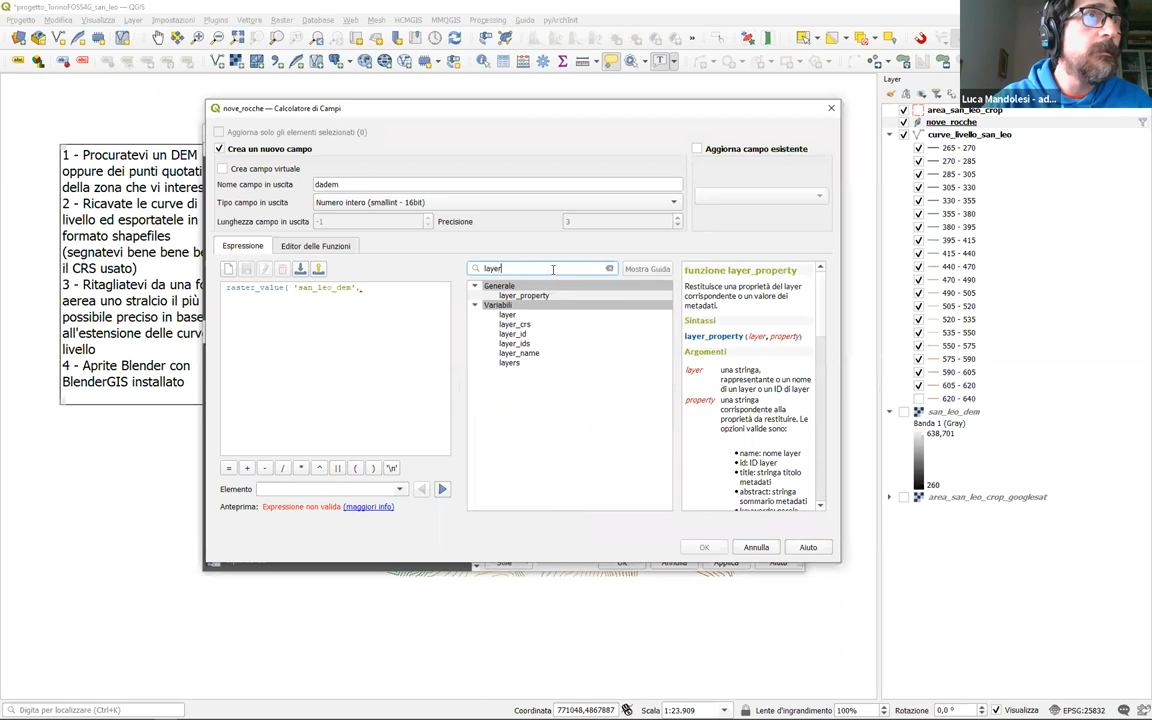 *progetto_TorinoFOSS4G_san_leo — QGIS
Progetto Modifica Visualizza Layer Impostazioni Plugins Vettore Raster Database Web Mesh HCMGIS MMQGIS Processing Guida pyArchInit
Luca Mandolesi - ad...
Layer
area_san_leo_crop
nove_rocche
curve_livello_san_leo
265 - 270
270 - 285
285 - 305
305 - 330
330 - 355
355 - 380
380 - 395
395 - 415
415 - 440
440 - 470
470 - 490
490 - 505
505 - 520
520 - 535
535 - 550
550 - 575
575 - 590
590 - 605
605 - 620
620 - 640
san_leo_dem
Banda 1 (Gray)
638,701
260
area_san_leo_crop_googlesat
1 - Procuratevi un DEM
oppure dei punti quotati
della zona che vi interes
2 - Ricavate le curve di
livello ed esportatele in
formato shapefiles
(segnatevi bene bene be
il CRS usato)
3 - Ritagliatevi da una fo
aerea uno stralcio il più
possibile preciso in base
all'estensione delle curve
livello
4 - Aprite Blender con
BlenderGIS installato
nove_rocche — Calcolatore di Campi
Aggiorna solo gli elementi selezionati (0)
Crea un nuovo campo
Aggiorna campo esistente
Crea campo virtuale
Nome campo in uscita dadem
Tipo campo in uscita Numero intero (smallint - 16bit)
Lunghezza campo in uscita -1 Precisione 3
Espressione Editor delle Funzioni
layer Mostra Guida
raster_value( 'san_leo_dem',
Generale
layer_property
Variabili
layer
layer_crs
layer_id
layer_ids
layer_name
layers
funzione layer_property
Restituisce una proprietà del layer
corrispondente o un valore dei
metadati.
Sintassi
layer_property (layer, property)
Argomenti
layer una stringa,
rappresentante o un nome
di un layer o un ID di layer
property una stringa
corrispondente alla
proprietà da restituire. Le
opzioni valide sono:
• name: nome layer
• id: ID layer
• title: stringa titolo
metadati
• abstract: stringa
sommario metadati
= + - / * ^ || ( ) '\n'
Elemento
Anteprima: Espressione non valida (maggiori info)
OK Annulla Aiuto
Stile OK Annulla Applica Aiuto
Digita per localizzare (Ctrl+K)
Coordinata 771048,4867887 Scala 1:23.909 Lente d'ingrandimento 100% Rotazione 0,0 ° Visualizza EPSG:25832